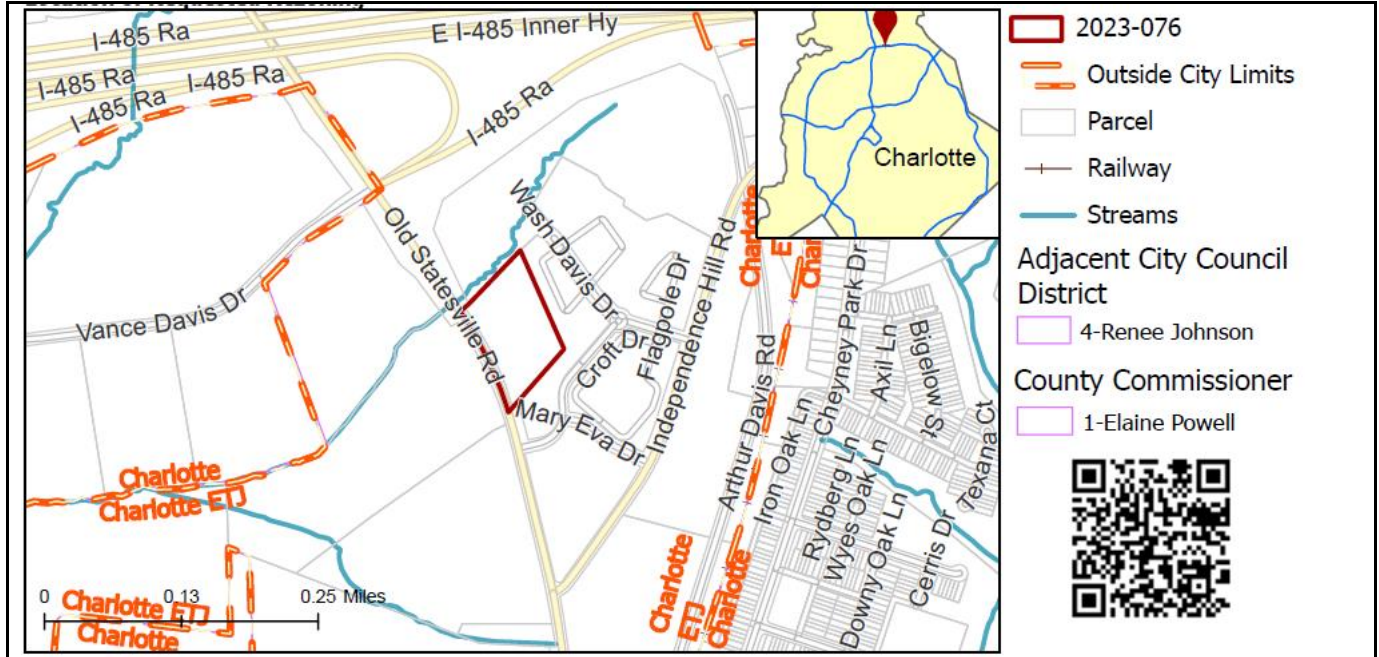 I-485 Ra
E I-485 Inner Hy
I-485 Ra
I-485 Ra
I-485 Ra
I-485 Ra
Wash Davis Dr
Old Statesville Rd
Vance Davis Dr
Croft Dr
Flagpole Dr
Independence Hill Rd
Mary Eva Dr
Arthur Davis Rd
Iron Oak Ln
Cheyney Park Dr
Axil Ln
Bigelow St
Texana Ct
Rydberg Ln
Wyes Oak Ln
Downy Oak Ln
Cerris Dr
Charlotte
E
Char
Charlotte
Charlotte ETJ
Charlotte
ETJ
Charlotte
Charlotte ETJ
Charlotte
0 0.13 0.25 Miles
Charlotte
2023-076
Outside City Limits
Parcel
Railway
Streams
Adjacent City Council
District
4-Renee Johnson
County Commissioner
1-Elaine Powell